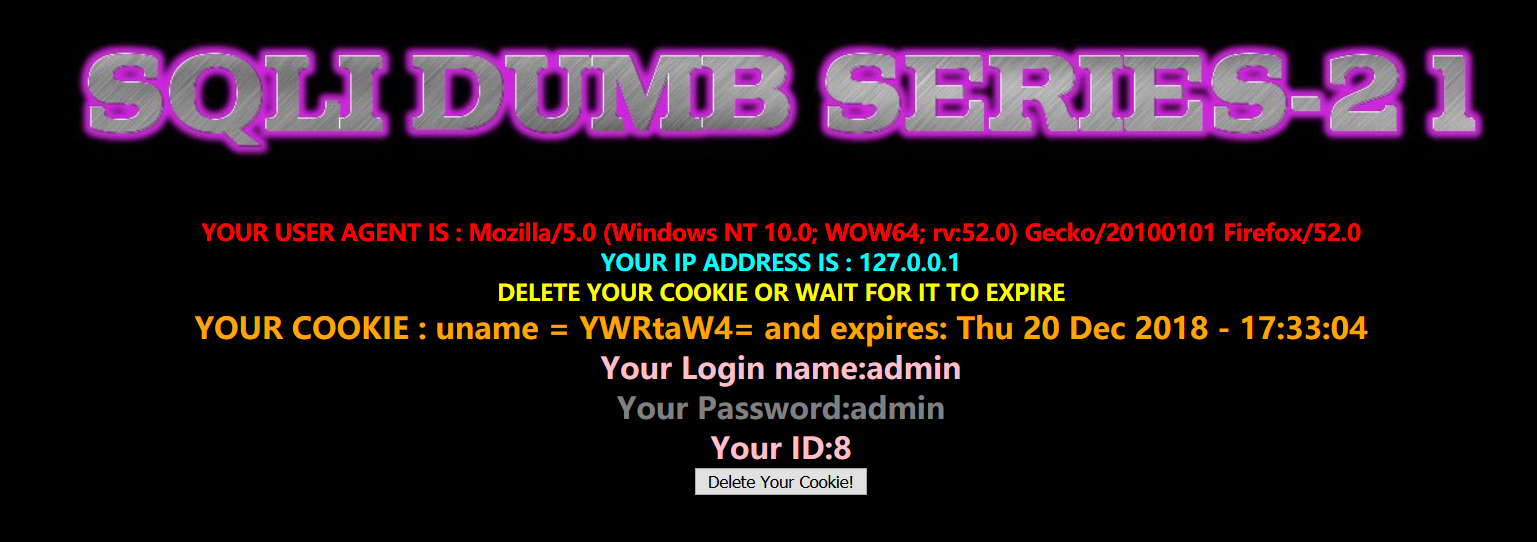 SQLI DUMB SERIES-21
YOUR USER AGENT IS : Mozilla/5.0 (Windows NT 10.0; WOW64; rv:52.0) Gecko/20100101 Firefox/52.0
YOUR IP ADDRESS IS : 127.0.0.1
DELETE YOUR COOKIE OR WAIT FOR IT TO EXPIRE
YOUR COOKIE : uname = YWRtaW4= and expires: Thu 20 Dec 2018 - 17:33:04
Your Login name:admin
Your Password:admin
Your ID:8
Delete Your Cookie!